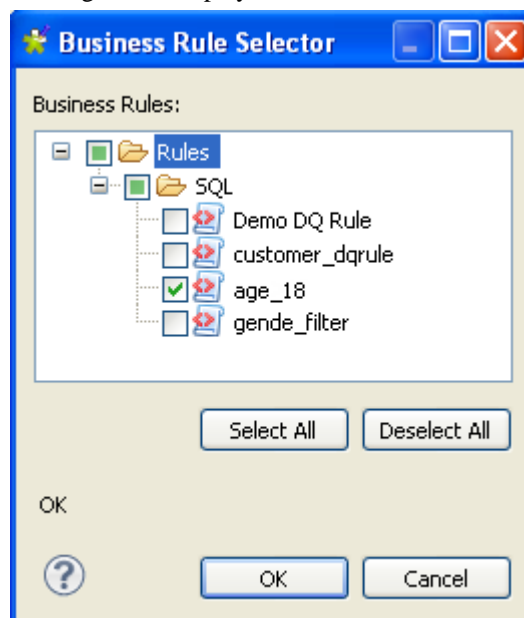 Business Rule Selector
Business Rules:
Rules
SQL
Demo DQ Rule
customer_dqrule
age_18
gende_filter
Select All Deselect All
OK
? OK Cancel